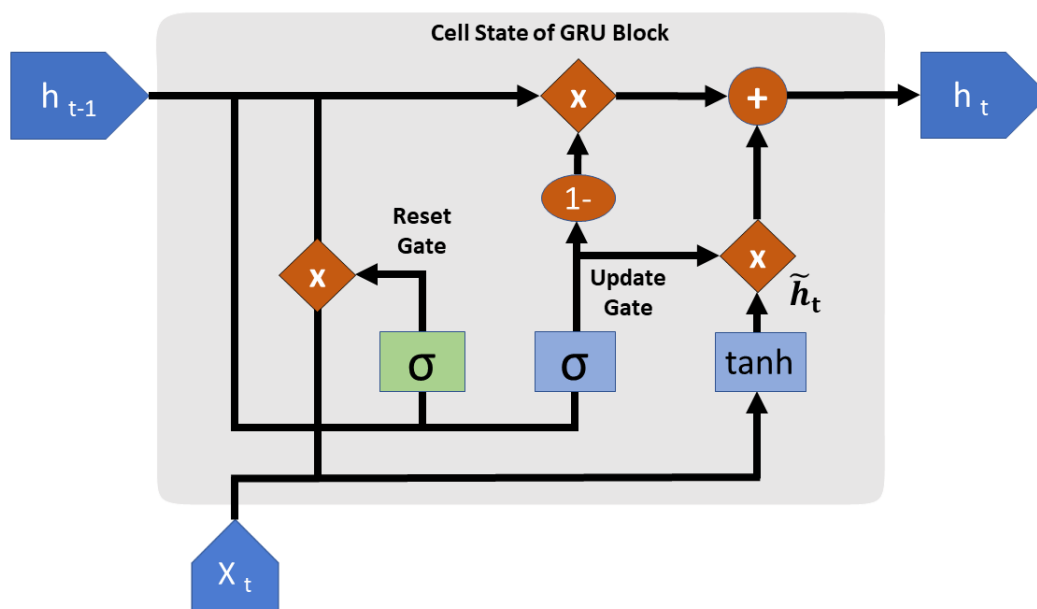 Cell State of GRU Block
h t-1
x
+
h t
1-
Reset
Gate
x
Update
Gate
x
h̃t
σ
σ
tanh
X t